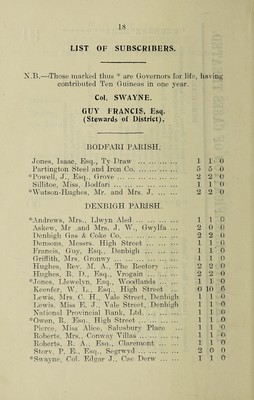 18
LIST OF SUBSCRIBERS.
N.B.—Those marked thus * are Governors for life, having
contributed Ten Guineas in one year.
Col. SWAYNE.
GUY FRANCIS, Esq.
(Stewards of District).
BODFARI PARISH.
Jones, Isaac, Esq., Ty Draw ... ... ... ... 1 1 0
Partington Steel and Iron Co. ... ... ... 5 5 0
*Powell, J., Esq., Grove ... ... ... ... ... 2 2 0
Sillitoe, Miss, Bodfari ... ... ... ... ... 1 1 0
*Watson-Hughes, Mr. and Mrs. J. ... ... 2 2 0
DENBIGH PARISH.
*Andrews, Mrs., Llwyn Aled ... ... ... ... 1 1 0
Askew, Mr. and Mrs. J. W., Gwylfa ... 2 0 0
Denbigh Gas & Coke Co. ... ... ... ... 2 2 0
Densons, Messrs. High Street ... ... ... 1 1 0
Francis, Guy, Esq., Denbigh ... ... ... 1 1 0
Griffith, Mrs, Gronwy ... ... ... ... ... 1 1 0
Hughes, Rev. M. A., The Rectory ... ... 2 2 0
Hughes, R. D., Esq., Ystrad ... ... ... 2 2 0
*Jones, Llewelyn, Esq., Woodlands ... ... 1 1 0
Keepfer, W. L., Esq., High Street ... 0 10 6
Lewis, Mrs. C. H., Vale Street, Denbigh 1 1 0
Lewis, Miss E. J., Vale Street, Denbigh 1 1 0
National Provincial Bank, Ltd. ... ... ... 1 1 0
*Owen, R., Esq., High Street ... ... ... ... 1 1 0
Pierce, Miss Alice, Salusbury Place ... 1 1 0
Roberts, Mrs., Conway Villas ... ... ... 1 1 0
Roberts, R. A., Esq., Claremont ... ... 1 1 0
Story, P. E., Esq., Segrwyd ... ... ... ... 2 0 0
*Swayne, Col. Edgar J., Cae Derw ... ... 1 1 0